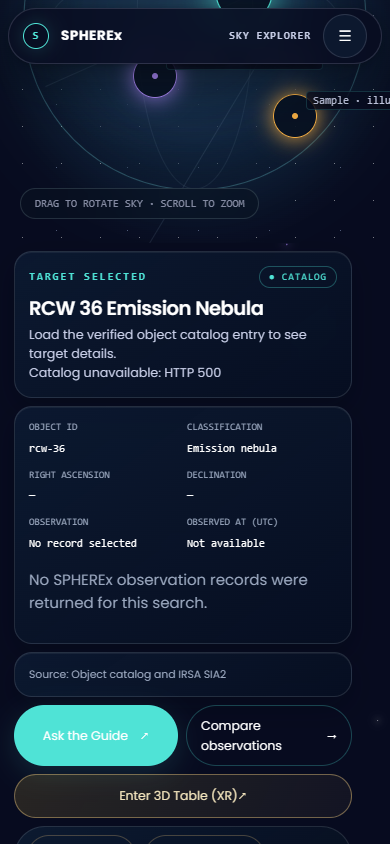 S SPHEREx SKY EXPLORER ☰
Sample · illu
DRAG TO ROTATE SKY · SCROLL TO ZOOM
TARGET SELECTED ● CATALOG
RCW 36 Emission Nebula
Load the verified object catalog entry to see
target details.
Catalog unavailable: HTTP 500
OBJECT ID CLASSIFICATION
rcw-36 Emission nebula
RIGHT ASCENSION DECLINATION
— —
OBSERVATION OBSERVED AT (UTC)
No record selected Not available
No SPHEREx observation records were
returned for this search.
Source: Object catalog and IRSA SIA2
Ask the Guide ↗
Compare
observations →
Enter 3D Table (XR)↗